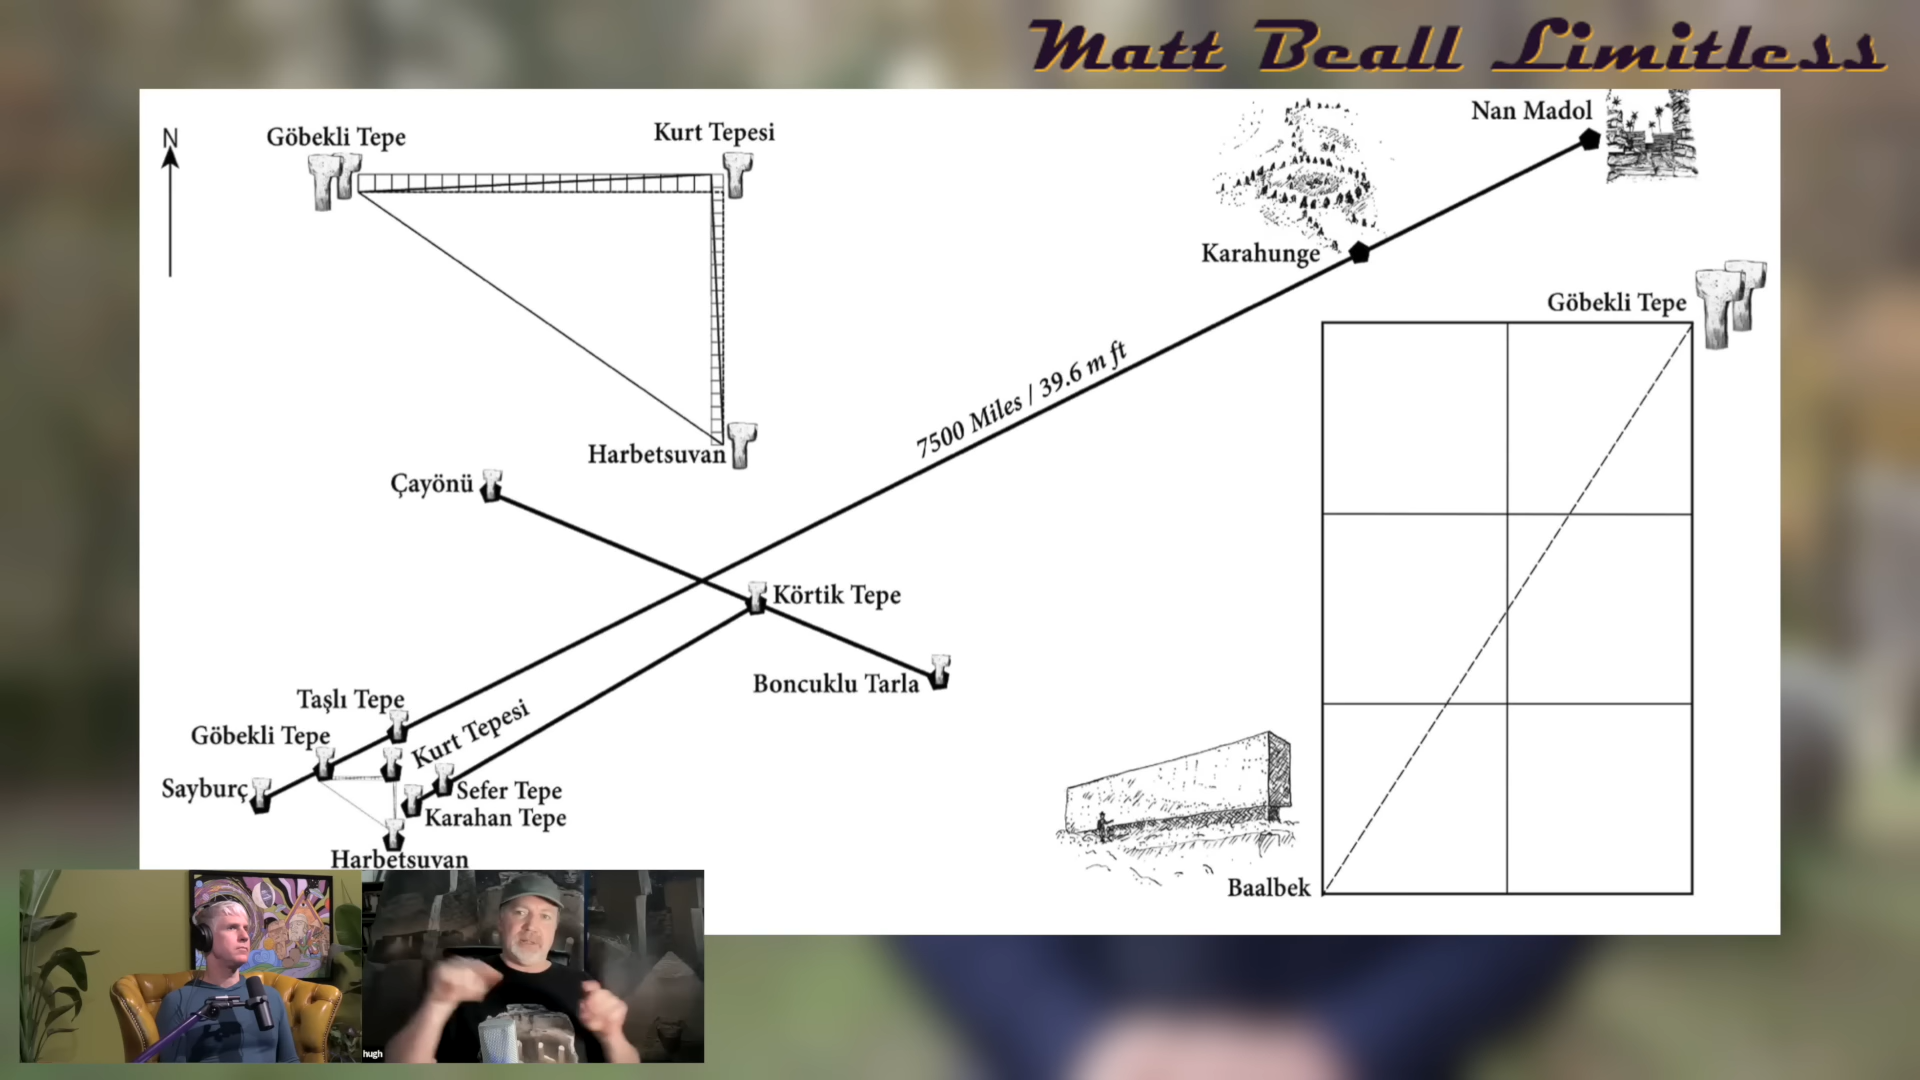 Matt Beall Limitless
N
Göbekli Tepe
Kurt Tepesi
Harbetsuvan
Nan Madol
Karahunge
7500 Miles / 39.6 m ft
Göbekli Tepe
Çayönü
Körtik Tepe
Boncuklu Tarla
Taşlı Tepe
Göbekli Tepe
Kurt Tepesi
Sayburç
Sefer Tepe
Karahan Tepe
Harbetsuvan
Baalbek
hugh